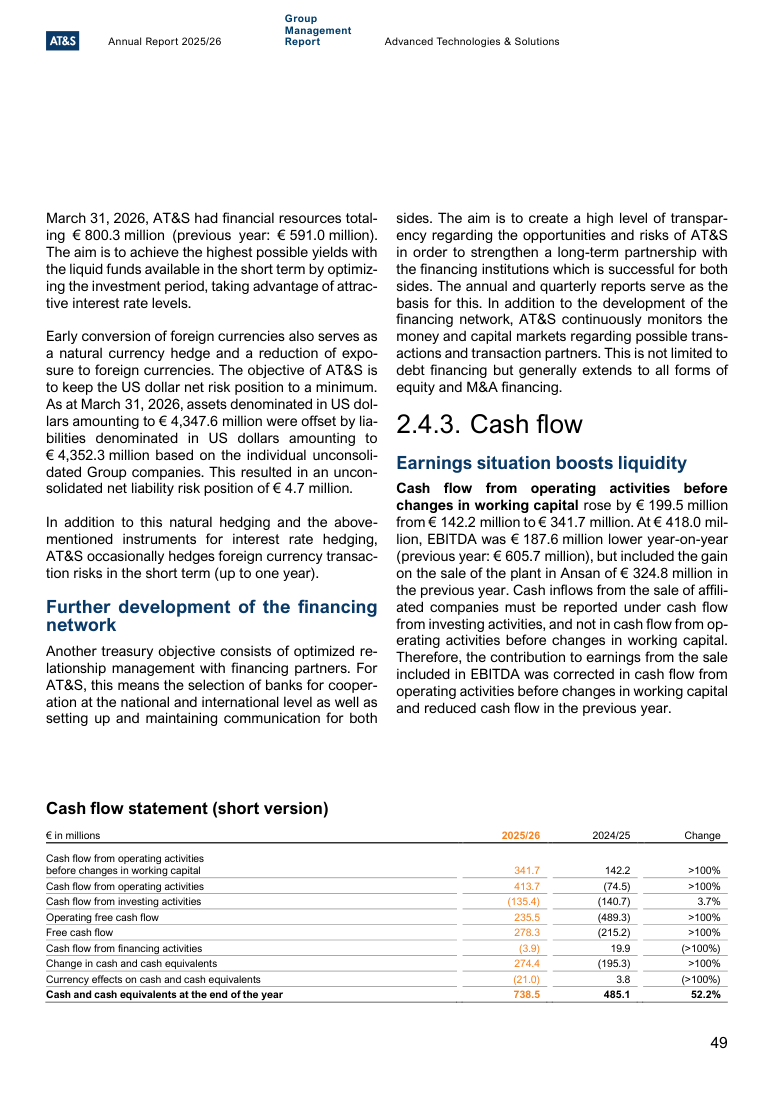 AT&S
Annual Report 2025/26
Group
Management
Report
Advanced Technologies & Solutions
March 31, 2026, AT&S had financial resources total-
ing € 800.3 million (previous year: € 591.0 million).
The aim is to achieve the highest possible yields with
the liquid funds available in the short term by optimiz-
ing the investment period, taking advantage of attrac-
tive interest rate levels.
Early conversion of foreign currencies also serves as
a natural currency hedge and a reduction of expo-
sure to foreign currencies. The objective of AT&S is
to keep the US dollar net risk position to a minimum.
As at March 31, 2026, assets denominated in US dol-
lars amounting to € 4,347.6 million were offset by lia-
bilities denominated in US dollars amounting to
€ 4,352.3 million based on the individual unconsoli-
dated Group companies. This resulted in an uncon-
solidated net liability risk position of € 4.7 million.
In addition to this natural hedging and the above-
mentioned instruments for interest rate hedging,
AT&S occasionally hedges foreign currency transac-
tion risks in the short term (up to one year).
Further development of the financing
network
Another treasury objective consists of optimized re-
lationship management with financing partners. For
AT&S, this means the selection of banks for cooper-
ation at the national and international level as well as
setting up and maintaining communication for both
sides. The aim is to create a high level of transpar-
ency regarding the opportunities and risks of AT&S
in order to strengthen a long-term partnership with
the financing institutions which is successful for both
sides. The annual and quarterly reports serve as the
basis for this. In addition to the development of the
financing network, AT&S continuously monitors the
money and capital markets regarding possible trans-
actions and transaction partners. This is not limited to
debt financing but generally extends to all forms of
equity and M&A financing.
2.4.3. Cash flow
Earnings situation boosts liquidity
Cash flow from operating activities before
changes in working capital rose by € 199.5 million
from € 142.2 million to € 341.7 million. At € 418.0 mil-
lion, EBITDA was € 187.6 million lower year-on-year
(previous year: € 605.7 million), but included the gain
on the sale of the plant in Ansan of € 324.8 million in
the previous year. Cash inflows from the sale of affili-
ated companies must be reported under cash flow
from investing activities, and not in cash flow from op-
erating activities before changes in working capital.
Therefore, the contribution to earnings from the sale
included in EBITDA was corrected in cash flow from
operating activities before changes in working capital
and reduced cash flow in the previous year.
Cash flow statement (short version)
€ in millions 2025/26 2024/25 Change
Cash flow from operating activities
before changes in working capital 341.7 142.2 >100%
Cash flow from operating activities 413.7 (74.5) >100%
Cash flow from investing activities (135.4) (140.7) 3.7%
Operating free cash flow 235.5 (489.3) >100%
Free cash flow 278.3 (215.2) >100%
Cash flow from financing activities (3.9) 19.9 (>100%)
Change in cash and cash equivalents 274.4 (195.3) >100%
Currency effects on cash and cash equivalents (21.0) 3.8 (>100%)
Cash and cash equivalents at the end of the year 738.5 485.1 52.2%
49